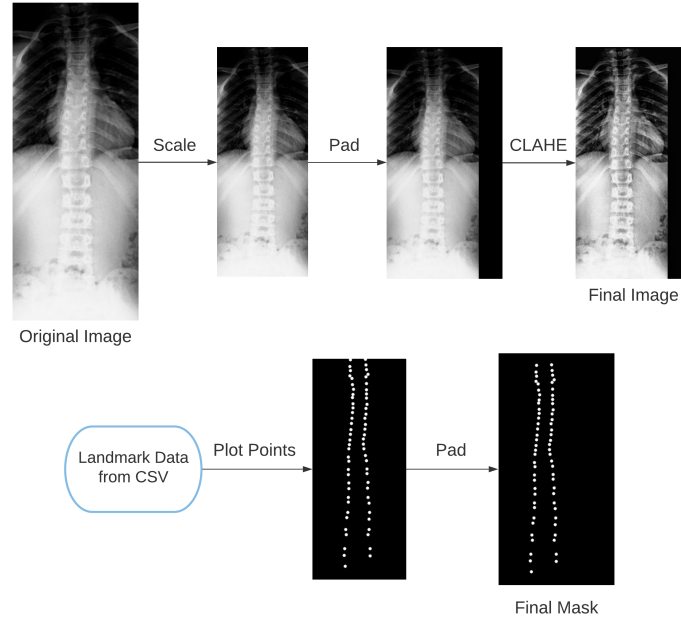 Scale
Pad
CLAHE
Original Image
Final Image
Landmark Data
from CSV
Plot Points
Pad
Final Mask